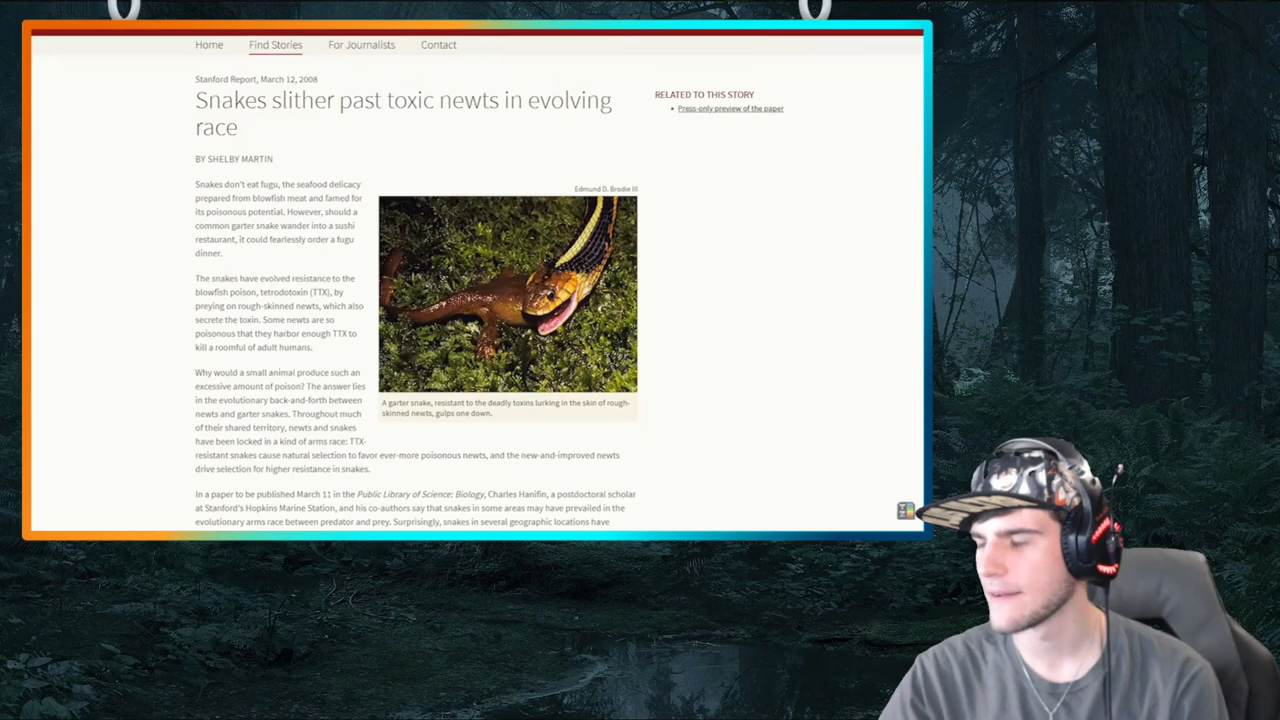 Home Find Stories For Journalists Contact
Stanford Report, March 12, 2008
Snakes slither past toxic newts in evolving
race
BY SHELBY MARTIN
Snakes don't eat fugu, the seafood delicacy
prepared from blowfish meat and famed for
its poisonous potential. However, should a
common garter snake wander into a sushi
restaurant, it could fearlessly order a fugu
dinner.
The snakes have evolved resistance to the
blowfish poison, tetrodotoxin (TTX), by
preying on rough-skinned newts, which also
secrete the toxin. Some newts are so
poisonous that they harbor enough TTX to
kill a roomful of adult humans.
Why would a small animal produce such an
excessive amount of poison? The answer lies
in the evolutionary back-and-forth between
newts and garter snakes. Throughout much
of their shared territory, newts and snakes
have been locked in a kind of arms race: TTX-
resistant snakes cause natural selection to favor ever-more poisonous newts, and the new-and-improved newts
drive selection for higher resistance in snakes.
In a paper to be published March 11 in the Public Library of Science: Biology, Charles Hanifin, a postdoctoral scholar
at Stanford's Hopkins Marine Station, and his co-authors say that snakes in some areas may have prevailed in the
evolutionary arms race between predator and prey. Surprisingly, snakes in several geographic locations have
Edmund D. Brodie III
A garter snake, resistant to the deadly toxins lurking in the skin of rough-
skinned newts, gulps one down.
RELATED TO THIS STORY
• Press-only preview of the paper